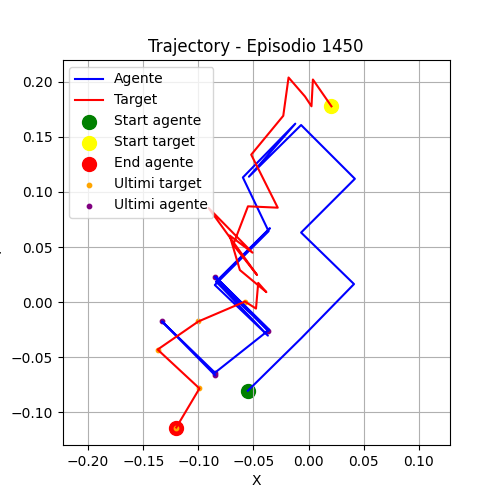 Trajectory - Episodio 1450
Agente
Target
Start agente
Start target
End agente
Ultimi target
Ultimi agente
0.20
0.15
0.10
0.05
0.00
−0.05
−0.10
−0.20 −0.15 −0.10 −0.05 0.00 0.05 0.10
X